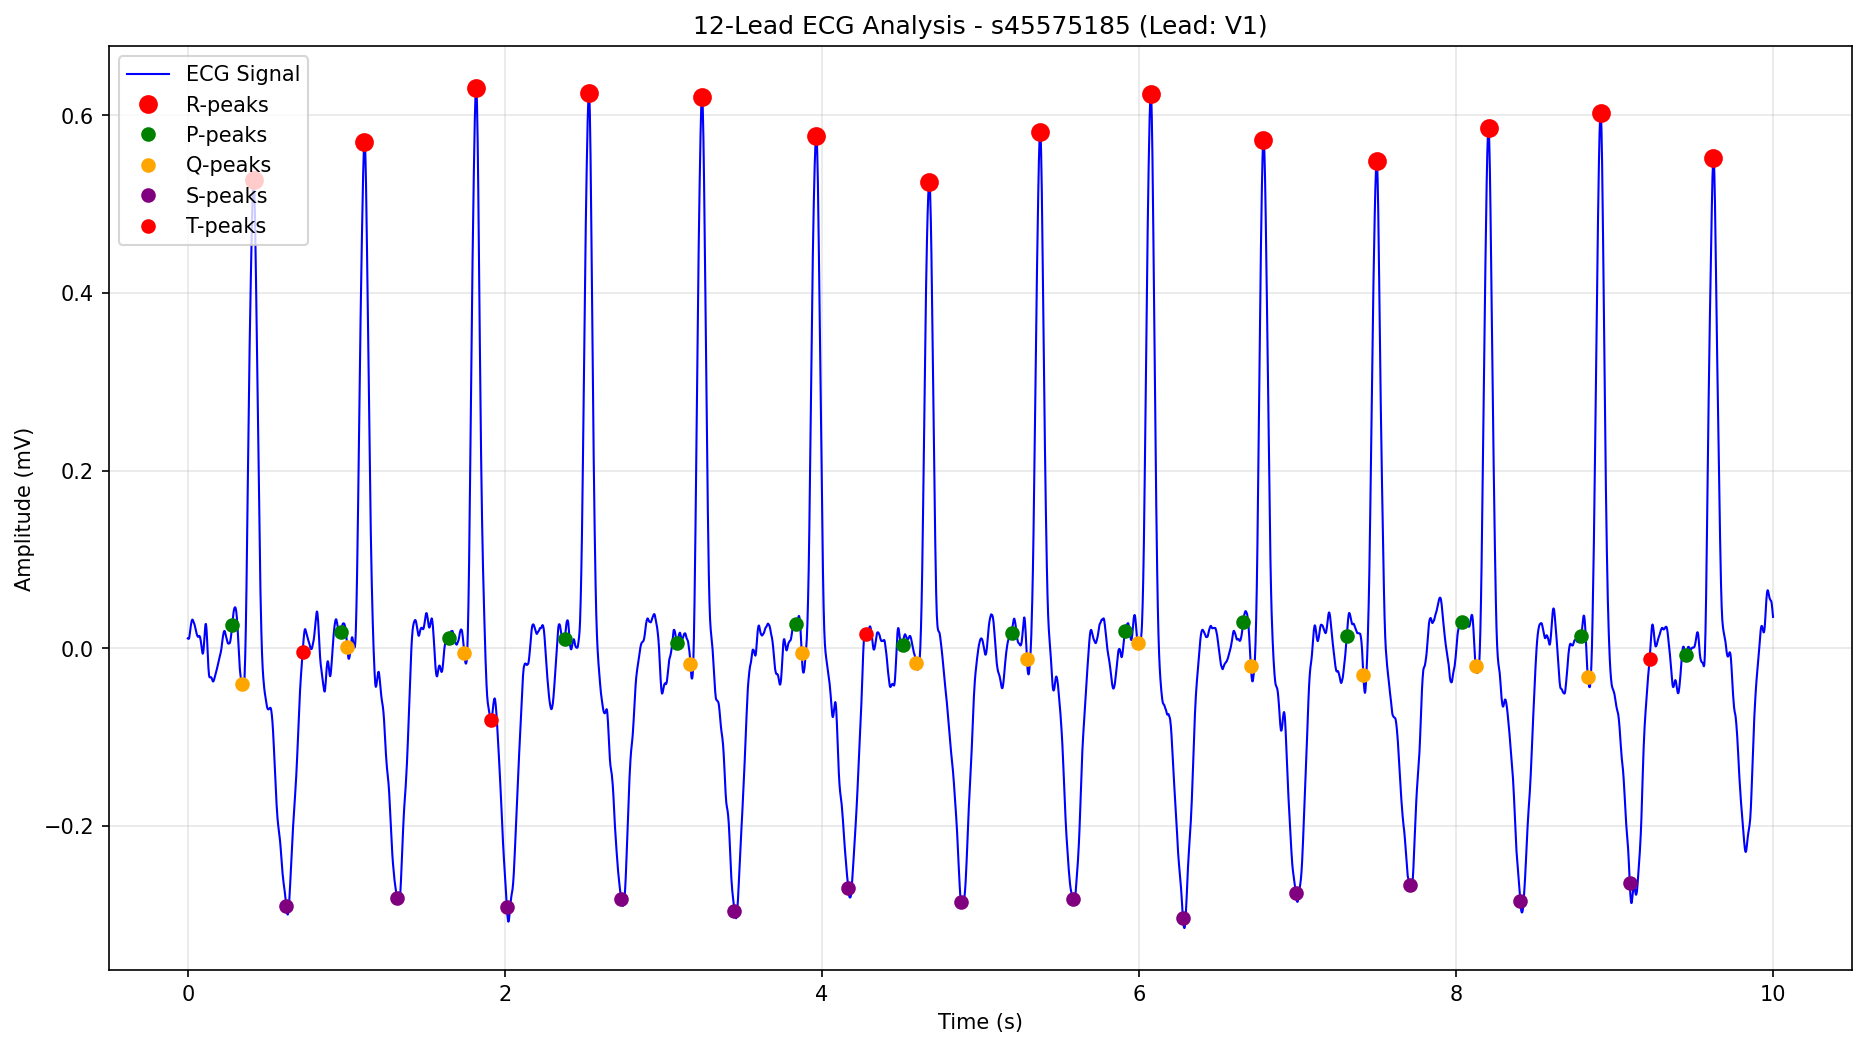 12-Lead ECG Analysis - s45575185 (Lead: V1)
ECG Signal
R-peaks
P-peaks
Q-peaks
S-peaks
T-peaks
Amplitude (mV)
0.6
0.4
0.2
0.0
−0.2
0 2 4 6 8 10
Time (s)